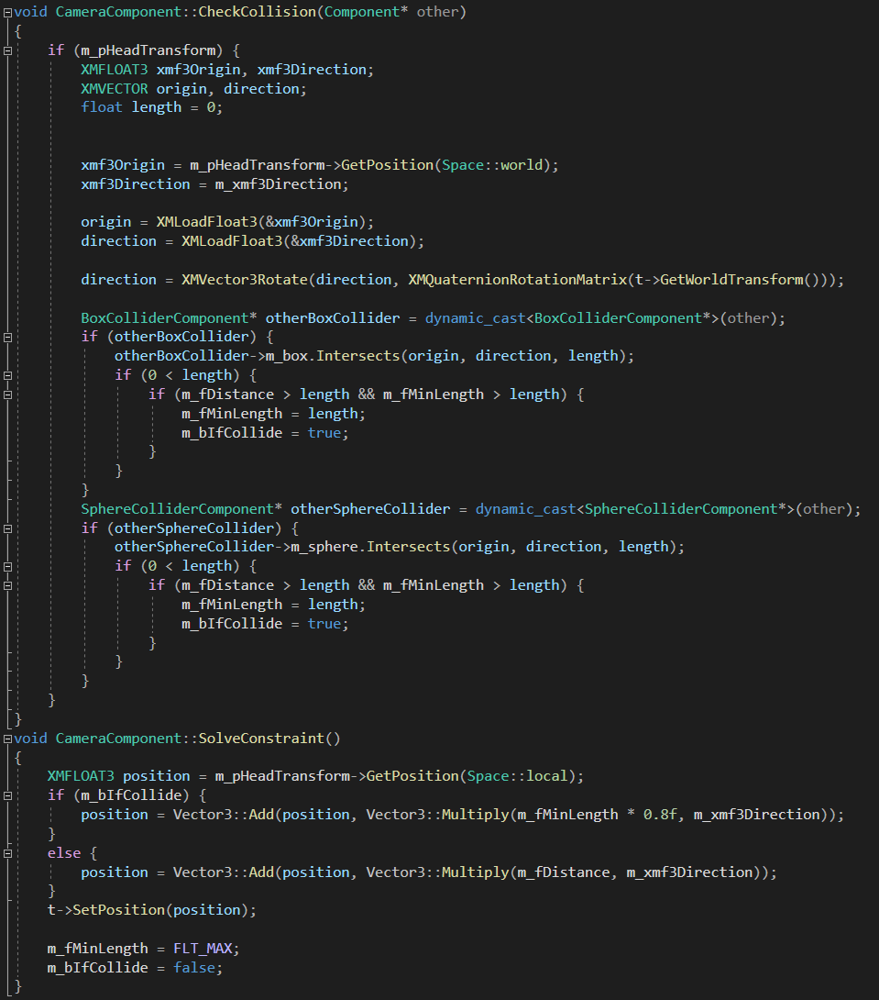 void CameraComponent::CheckCollision(Component* other)
{
    if (m_pHeadTransform) {
        XMFLOAT3 xmf3Origin, xmf3Direction;
        XMVECTOR origin, direction;
        float length = 0;

        xmf3Origin = m_pHeadTransform->GetPosition(Space::world);
        xmf3Direction = m_xmf3Direction;

        origin = XMLoadFloat3(&xmf3Origin);
        direction = XMLoadFloat3(&xmf3Direction);

        direction = XMVector3Rotate(direction, XMQuaternionRotationMatrix(t->GetWorldTransform()));

        BoxColliderComponent* otherBoxCollider = dynamic_cast<BoxColliderComponent*>(other);
        if (otherBoxCollider) {
            otherBoxCollider->m_box.Intersects(origin, direction, length);
            if (0 < length) {
                if (m_fDistance > length && m_fMinLength > length) {
                    m_fMinLength = length;
                    m_bIfCollide = true;
                }
            }
        }
        SphereColliderComponent* otherSphereCollider = dynamic_cast<SphereColliderComponent*>(other);
        if (otherSphereCollider) {
            otherSphereCollider->m_sphere.Intersects(origin, direction, length);
            if (0 < length) {
                if (m_fDistance > length && m_fMinLength > length) {
                    m_fMinLength = length;
                    m_bIfCollide = true;
                }
            }
        }
    }
}
void CameraComponent::SolveConstraint()
{
    XMFLOAT3 position = m_pHeadTransform->GetPosition(Space::local);
    if (m_bIfCollide) {
        position = Vector3::Add(position, Vector3::Multiply(m_fMinLength * 0.8f, m_xmf3Direction));
    }
    else {
        position = Vector3::Add(position, Vector3::Multiply(m_fDistance, m_xmf3Direction));
    }
    t->SetPosition(position);

    m_fMinLength = FLT_MAX;
    m_bIfCollide = false;
}